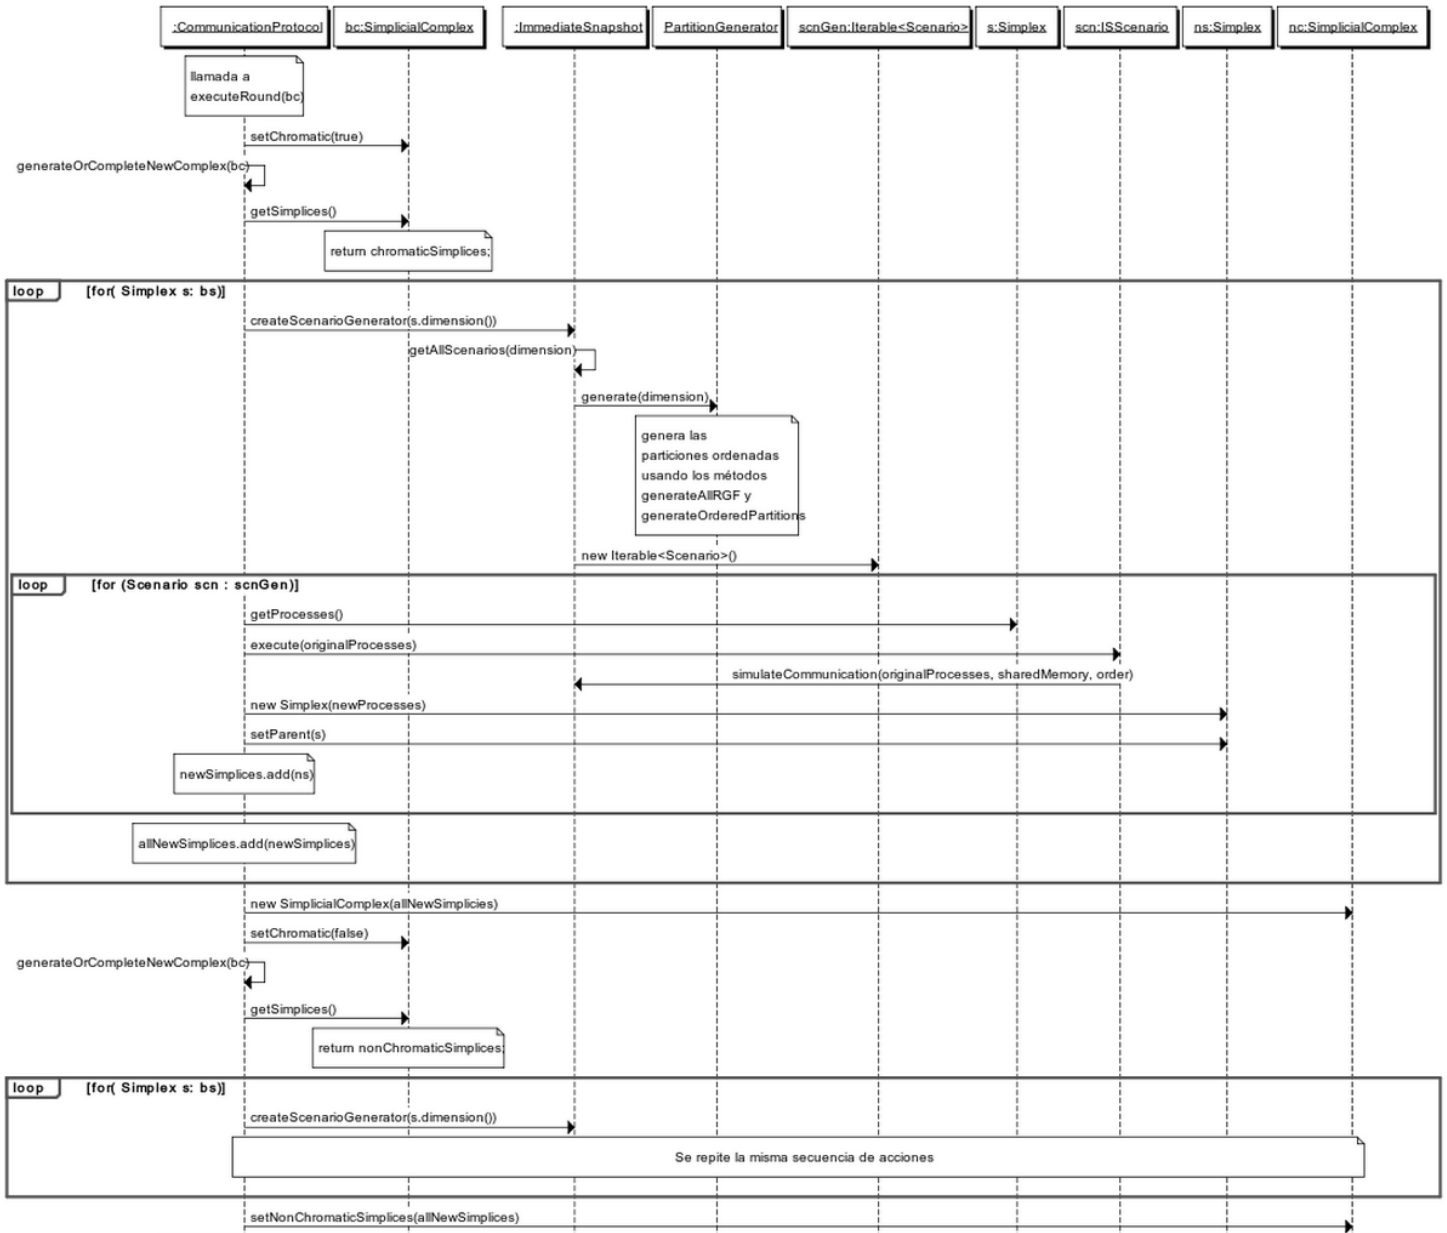 :CommunicationProtocol
bc:SimplicialComplex
:ImmediateSnapshot
PartitionGenerator
scnGen:Iterable<Scenario>
s:Simplex
scn:ISScenario
ns:Simplex
nc:SimplicialComplex
llamada a
executeRound(bc)
setChromatic(true)
generateOrCompleteNewComplex(bc)
getSimplices()
return chromaticSimplices;
loop
[for( Simplex s: bs)]
createScenarioGenerator(s.dimension())
getAllScenarios(dimension)
generate(dimension)
genera las
particiones ordenadas
usando los métodos
generateAllRGF y
generateOrderedPartitions
new Iterable<Scenario>()
loop
[for (Scenario scn : scnGen)]
getProcesses()
execute(originalProcesses)
simulateCommunication(originalProcesses, sharedMemory, order)
new Simplex(newProcesses)
setParent(s)
newSimplices.add(ns)
allNewSimplices.add(newSimplices)
new SimplicialComplex(allNewSimplicies)
setChromatic(false)
generateOrCompleteNewComplex(bc)
getSimplices()
return nonChromaticSimplices;
loop
[for( Simplex s: bs)]
createScenarioGenerator(s.dimension())
Se repite la misma secuencia de acciones
setNonChromaticSimplices(allNewSimplices)